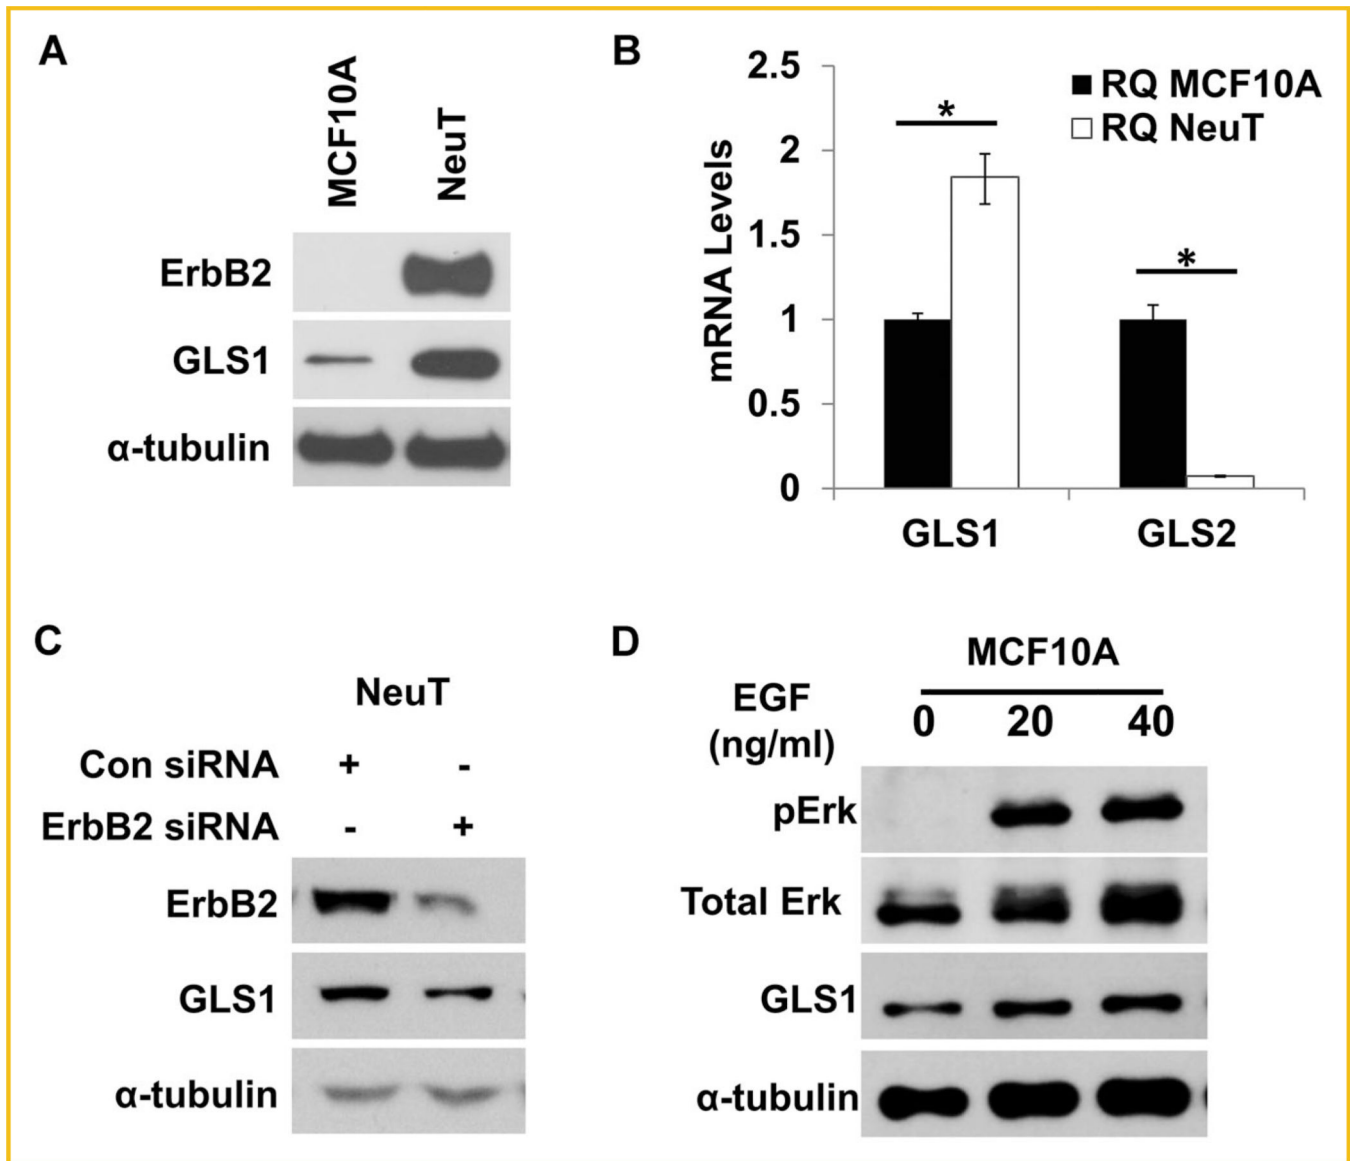 A
MCF10A
NeuT
ErbB2
GLS1
α-tubulin
B
mRNA Levels
2.5
2
1.5
1
0.5
0
RQ MCF10A
RQ NeuT
*
*
GLS1
GLS2
C
NeuT
Con siRNA + -
ErbB2 siRNA - +
ErbB2
GLS1
α-tubulin
D
MCF10A
EGF
(ng/ml)
0 20 40
pErk
Total Erk
GLS1
α-tubulin